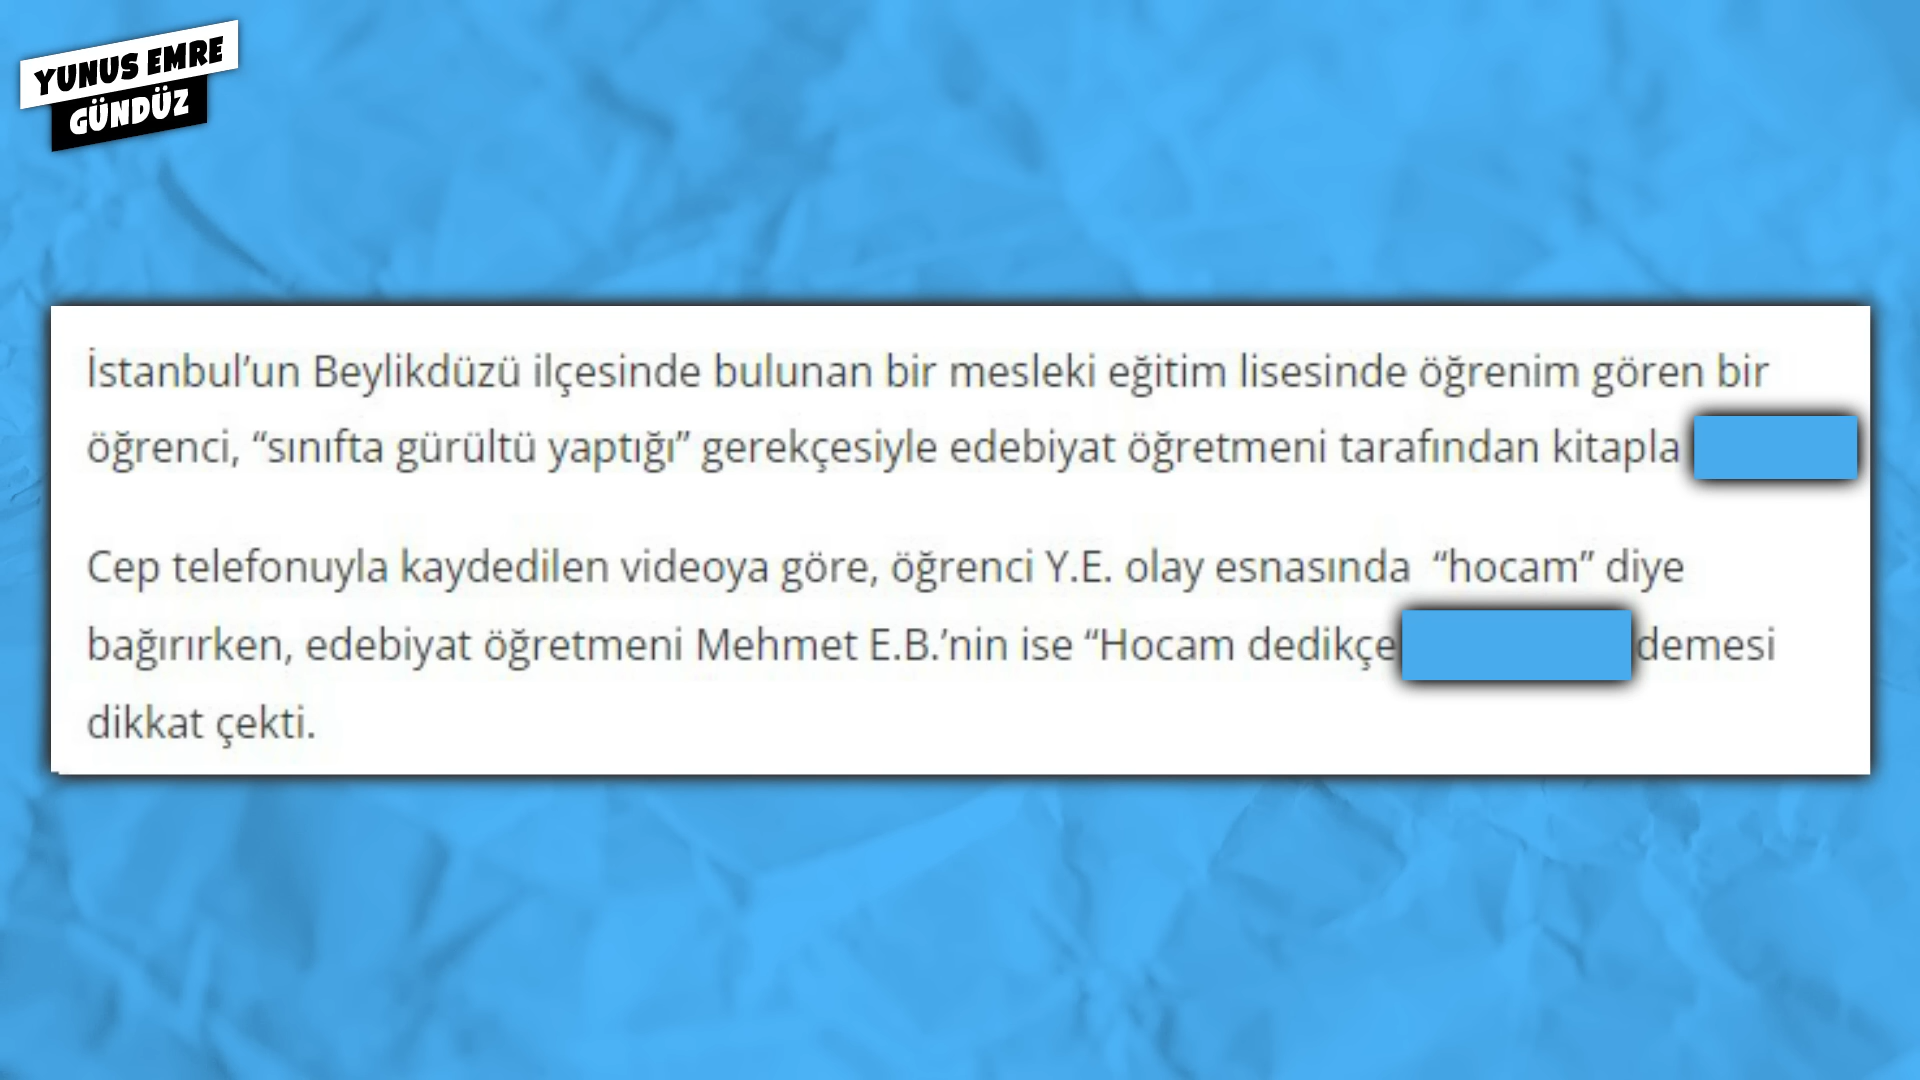 YUNUS EMRE
GÜNDÜZ
İstanbul’un Beylikdüzü ilçesinde bulunan bir mesleki eğitim lisesinde öğrenim gören bir
öğrenci, “sınıfta gürültü yaptığı” gerekçesiyle edebiyat öğretmeni tarafından kitapla
Cep telefonuyla kaydedilen videoya göre, öğrenci Y.E. olay esnasında “hocam” diye
bağırırken, edebiyat öğretmeni Mehmet E.B.’nin ise “Hocam dedikçe demesi
dikkat çekti.